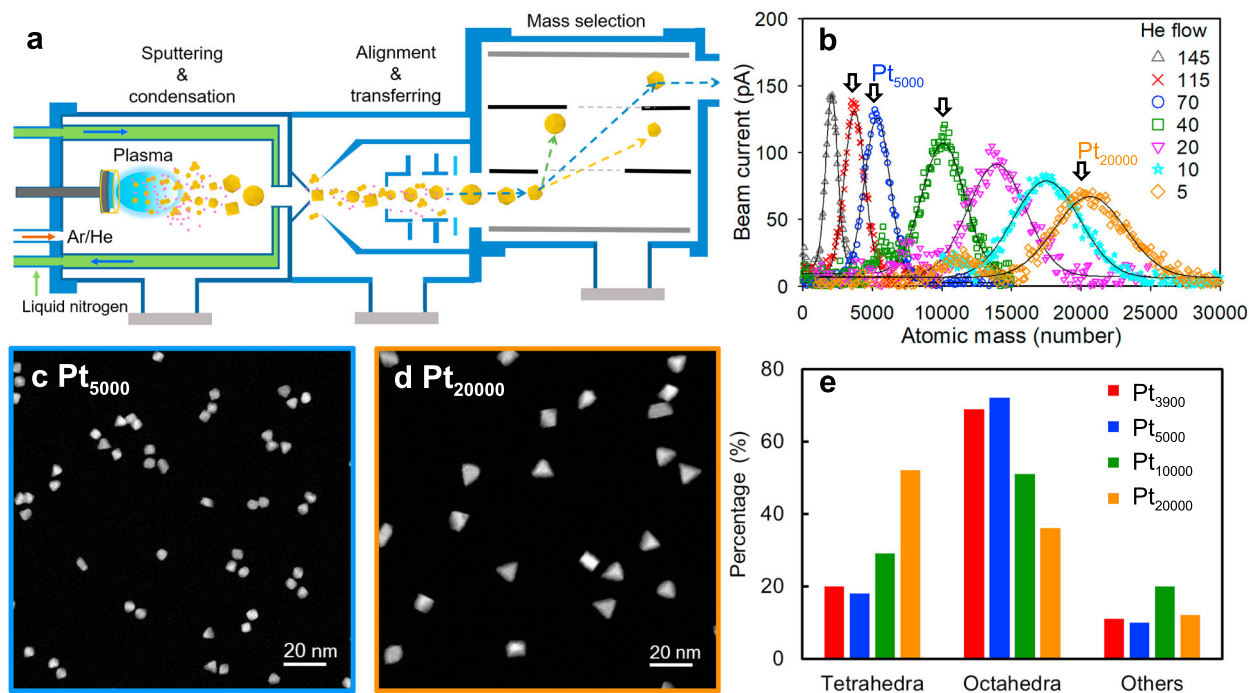 a
Sputtering
&
condensation
Alignment
&
transferring
Mass selection
Plasma
Ar/He
Liquid nitrogen
b
Beam current (pA)
200
150
100
50
0
0
5000
10000
15000
20000
25000
30000
Atomic mass (number)
Pt5000
Pt20000
He flow
145
115
70
40
20
10
5
c Pt5000
20 nm
d Pt20000
20 nm
e
Percentage (%)
80
60
40
20
0
Tetrahedra
Octahedra
Others
Pt3900
Pt5000
Pt10000
Pt20000